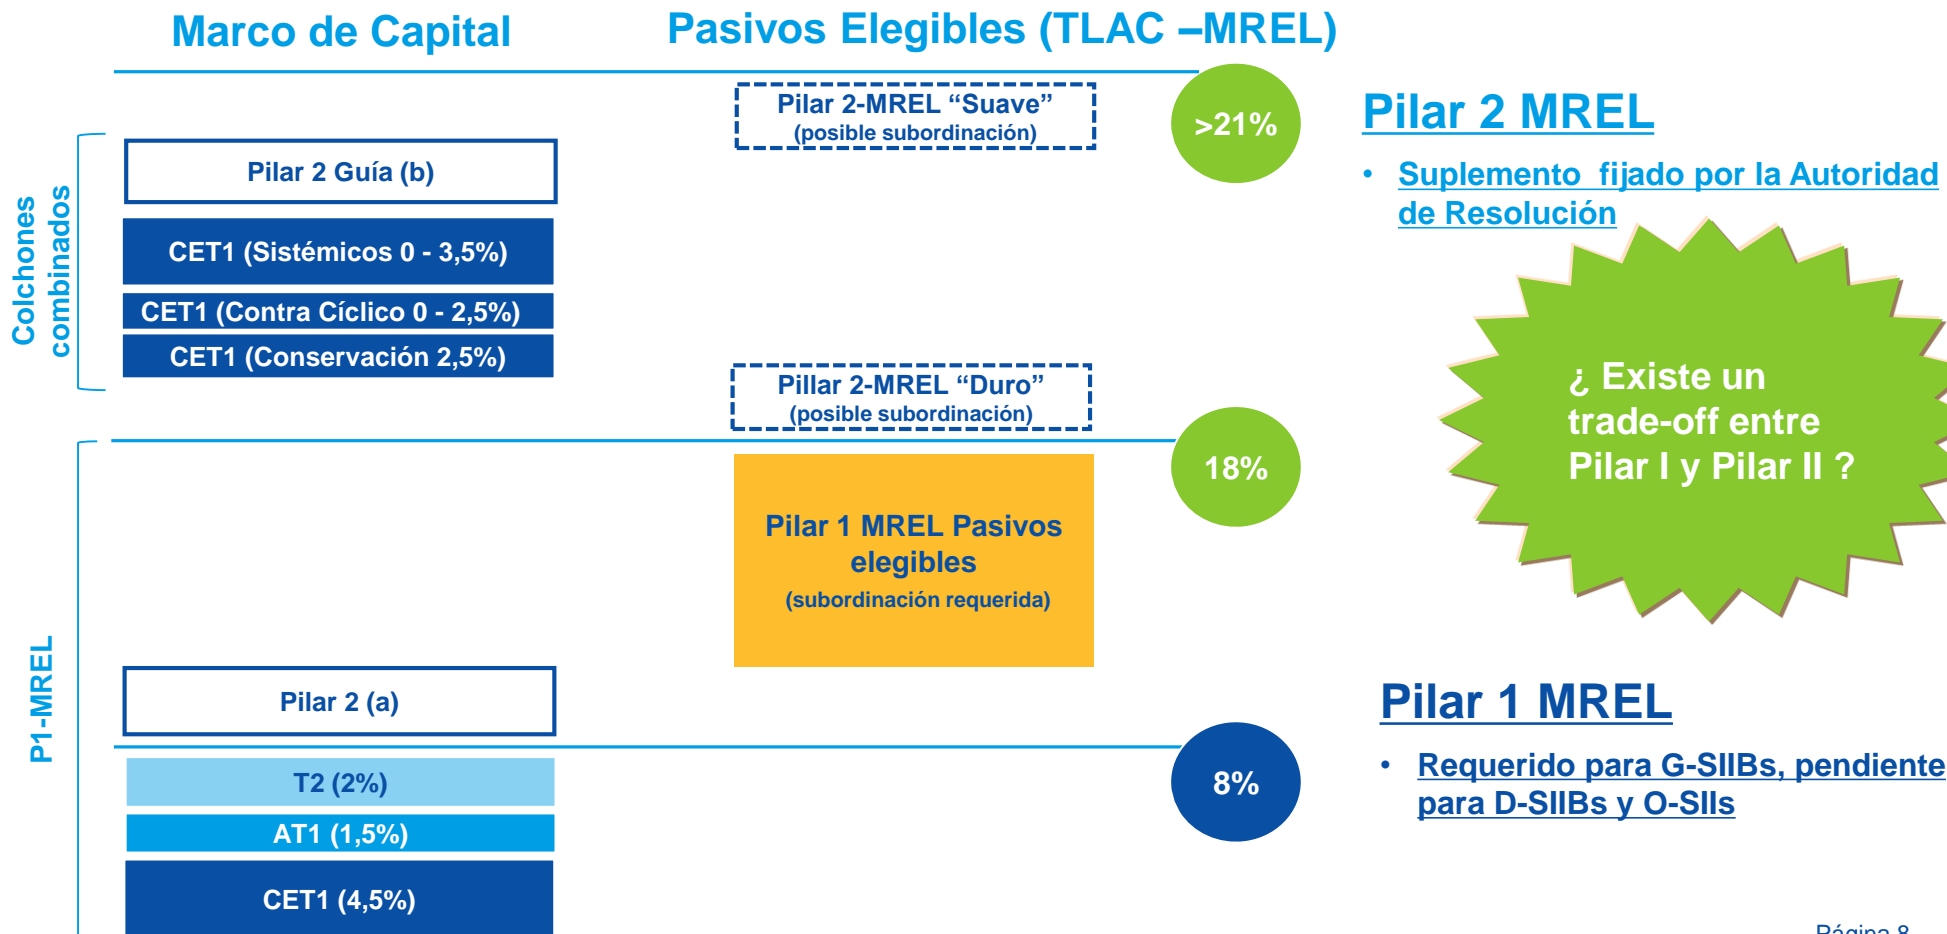 Marco de Capital
Pasivos Elegibles (TLAC –MREL)
Pilar 2-MREL “Suave”
(posible subordinación)
>21%
Pilar 2 MREL
• Suplemento fijado por la Autoridad
de Resolución
Colchones
combinados
Pilar 2 Guía (b)
CET1 (Sistémicos 0 - 3,5%)
CET1 (Contra Cíclico 0 - 2,5%)
CET1 (Conservación 2,5%)
Pillar 2-MREL “Duro”
(posible subordinación)
18%
¿ Existe un
trade-off entre
Pilar I y Pilar II ?
P1-MREL
Pilar 1 MREL Pasivos
elegibles
(subordinación requerida)
Pilar 2 (a)
T2 (2%)
AT1 (1,5%)
CET1 (4,5%)
8%
Pilar 1 MREL
• Requerido para G-SIIBs, pendiente
para D-SIIBs y O-SIIs
Página 8